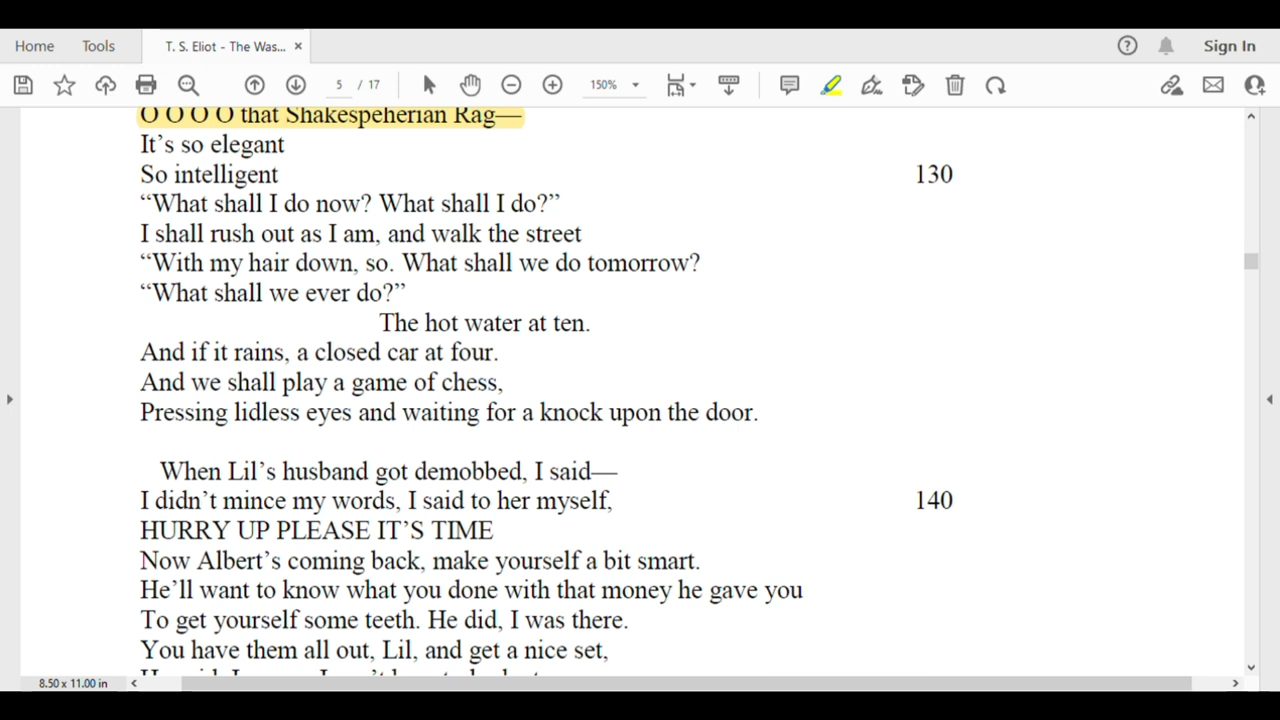 Home Tools T. S. Eliot - The Was... × Sign In
5 / 17 150%
O O O O that Shakespeherian Rag—
It’s so elegant
So intelligent 130
“What shall I do now? What shall I do?”
I shall rush out as I am, and walk the street
“With my hair down, so. What shall we do tomorrow?
“What shall we ever do?”
The hot water at ten.
And if it rains, a closed car at four.
And we shall play a game of chess,
Pressing lidless eyes and waiting for a knock upon the door.
When Lil’s husband got demobbed, I said—
I didn’t mince my words, I said to her myself, 140
HURRY UP PLEASE IT’S TIME
Now Albert’s coming back, make yourself a bit smart.
He’ll want to know what you done with that money he gave you
To get yourself some teeth. He did, I was there.
You have them all out, Lil, and get a nice set,
8.50 x 11.00 in